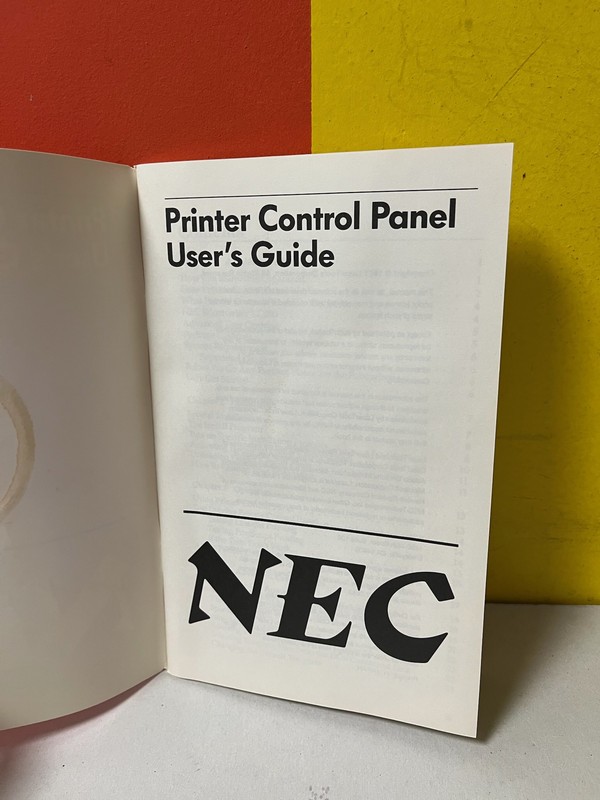 Printer Control Panel
User's Guide
NEC